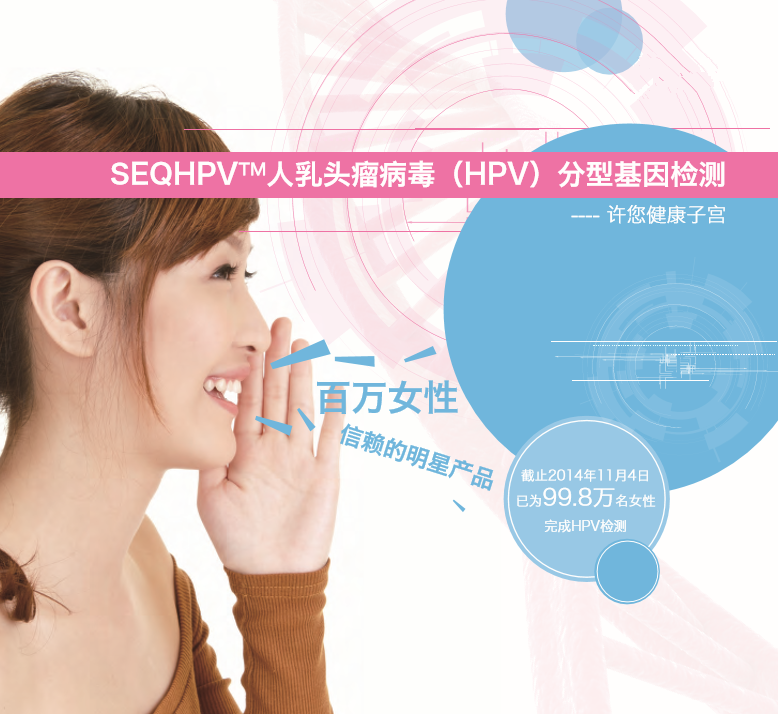 SEQHPV™人乳头瘤病毒（HPV）分型基因检测
---- 许您健康子宫
百万女性
信赖的明星产品
截止2014年11月4日
已为99.8万名女性
完成HPV检测